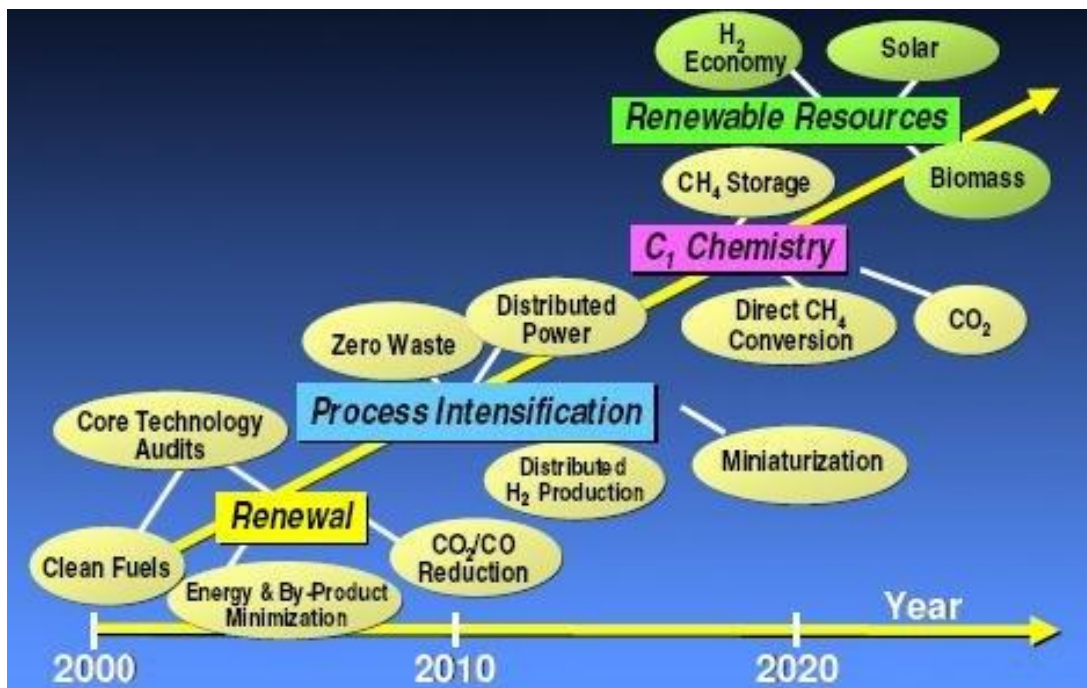 H₂
Economy
Solar
Renewable Resources
CH₄ Storage
Biomass
C₁ Chemistry
Distributed
Power
Direct CH₄
Conversion
CO₂
Zero Waste
Process Intensification
Core Technology
Audits
Distributed
H₂ Production
Miniaturization
Renewal
CO₂/CO
Reduction
Clean Fuels
Energy & By-Product
Minimization
Year
2000
2010
2020